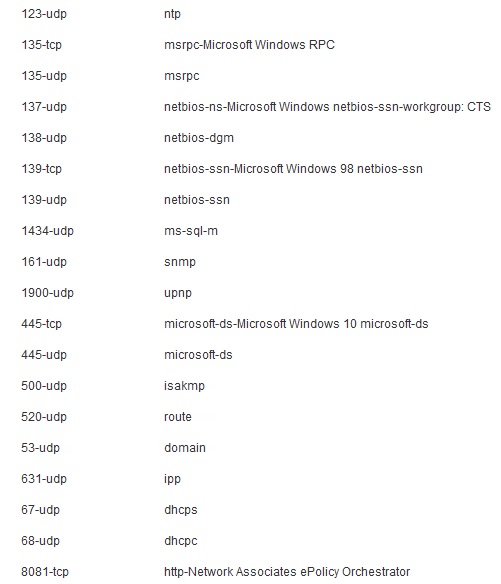 123-udp ntp
135-tcp msrpc-Microsoft Windows RPC
135-udp msrpc
137-udp netbios-ns-Microsoft Windows netbios-ssn-workgroup: CTS
138-udp netbios-dgm
139-tcp netbios-ssn-Microsoft Windows 98 netbios-ssn
139-udp netbios-ssn
1434-udp ms-sql-m
161-udp snmp
1900-udp upnp
445-tcp microsoft-ds-Microsoft Windows 10 microsoft-ds
445-udp microsoft-ds
500-udp isakmp
520-udp route
53-udp domain
631-udp ipp
67-udp dhcps
68-udp dhcpc
8081-tcp http-Network Associates ePolicy Orchestrator